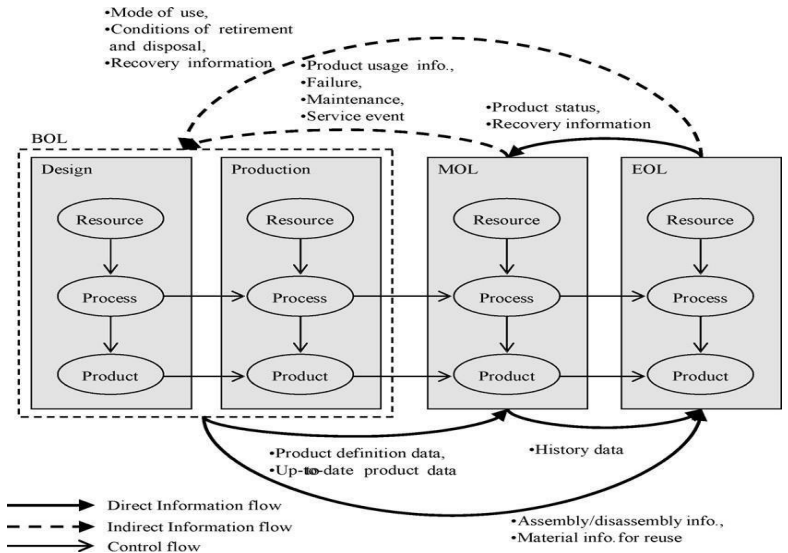 •Mode of use,
•Conditions of retirement
and disposal,
•Recovery information
•Product usage info.,
•Failure,
•Maintenance,
•Service event
•Product status,
•Recovery information
BOL
Design
Production
MOL
EOL
Resource
Resource
Resource
Resource
Process
Process
Process
Process
Product
Product
Product
Product
•Product definition data,
•Up-to-date product data
•History data
•Assembly/disassembly info.,
•Material info. for reuse
Direct Information flow
Indirect Information flow
Control flow